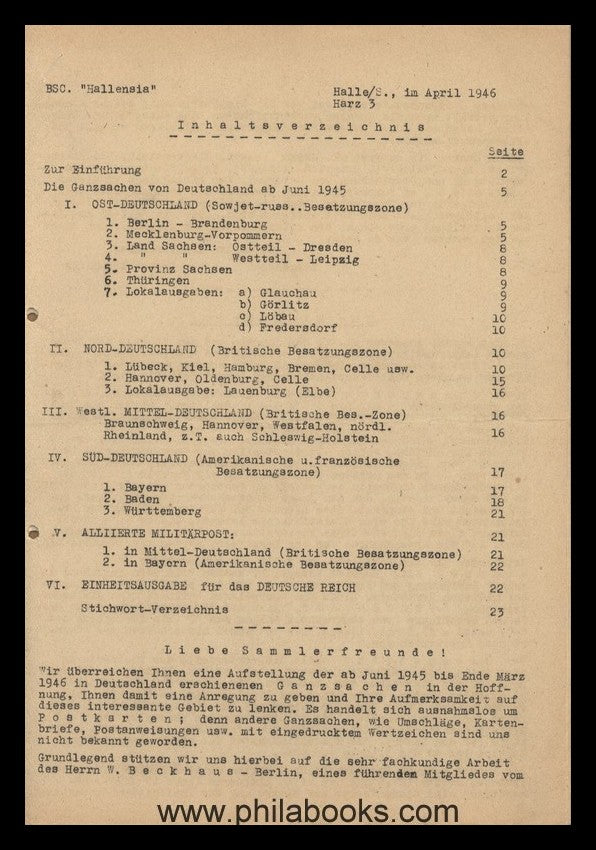 BSC. "Hallensia"
Halle/S., im April 1946
Harz 3
Inhaltsverzeichnis
Seite
Zur Einführung 2
Die Ganzsachen von Deutschland ab Juni 1945 5
I. OST-DEUTSCHLAND (Sowjet-russ..Besatzungszone)
1. Berlin - Brandenburg 5
2. Mecklenburg-Vorpommern 5
3. Land Sachsen: Ostteil - Dresden 8
4. " " Westteil - Leipzig 8
5. Provinz Sachsen 8
6. Thüringen 9
7. Lokalausgaben: a) Glauchau 9
b) Görlitz 9
c) Löbau 10
d) Fredersdorf 10
II. NORD-DEUTSCHLAND (Britische Besatzungszone) 10
1. Lübeck, Kiel, Hamburg, Bremen, Celle usw. 10
2. Hannover, Oldenburg, Celle 15
3. Lokalausgabe: Lauenburg (Elbe) 16
III. Westl. MITTEL-DEUTSCHLAND (Britische Bes.-Zone) 16
Braunschweig, Hannover, Westfalen, nördl.
Rheinland, z.T. auch Schleswig-Holstein 16
IV. SÜD-DEUTSCHLAND (Amerikanische u.französische
Besatzungszone) 17
1. Bayern 17
2. Baden 18
3. Württemberg 21
V. ALLIIERTE MILITÄRPOST: 21
1. in Mittel-Deutschland (Britische Besatzungszone) 21
2. in Bayern (Amerikanische Besatzungszone) 22
VI. EINHEITSAUSGABE für das DEUTSCHE REICH 22
Stichwort-Verzeichnis 23
Liebe Sammlerfreunde!
Wir überreichen Ihnen eine Aufstellung der ab Juni 1945 bis Ende März
1946 in Deutschland erschienenen Ganzsachen in der Hoff-
nung, Ihnen damit eine Anregung zu geben und Ihre Aufmerksamkeit auf
dieses interessante Gebiet zu lenken. Es handelt sich ausnahmslos um
Postkarten; denn andere Ganzsachen, wie Umschläge, Karten-
briefe, Postanweisungen usw. mit eingedrucktem Wertzeichen sind uns
nicht bekannt geworden.
Grundlegend stützen wir uns hierbei auf die sehr fachkundige Arbeit
des Herrn W. Beckhaus - Berlin, eines führenden Mitgliedes vom
www.philabooks.com